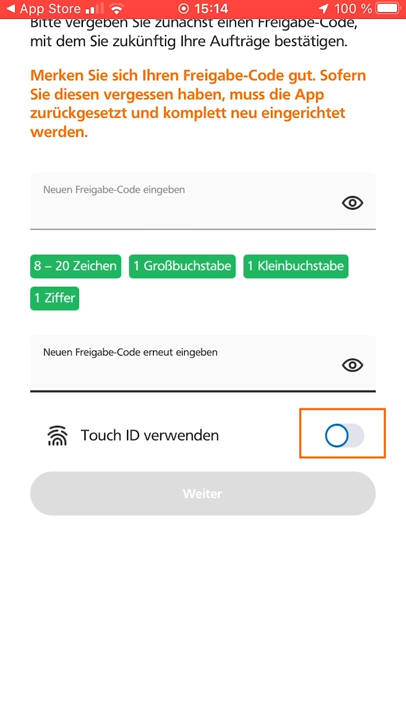 App Store 15:14 100 %
Bitte vergeben Sie zunächst einen Freigabe-Code,
mit dem Sie zukünftig Ihre Aufträge bestätigen.
Merken Sie sich Ihren Freigabe-Code gut. Sofern
Sie diesen vergessen haben, muss die App
zurückgesetzt und komplett neu eingerichtet
werden.
Neuen Freigabe-Code eingeben
8 – 20 Zeichen 1 Großbuchstabe 1 Kleinbuchstabe
1 Ziffer
Neuen Freigabe-Code erneut eingeben
Touch ID verwenden
Weiter